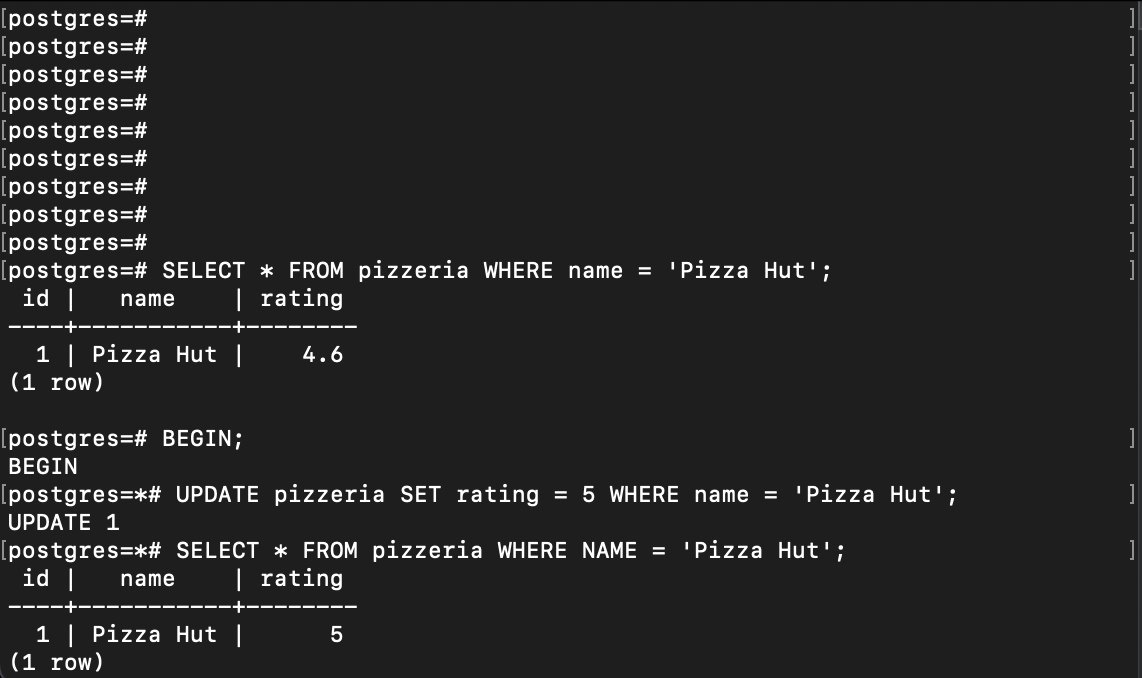 [postgres=# ]
[postgres=# ]
[postgres=# ]
[postgres=# ]
[postgres=# ]
[postgres=# ]
[postgres=# ]
[postgres=# ]
[postgres=# ]
[postgres=# SELECT * FROM pizzeria WHERE name = 'Pizza Hut'; ]
 id |   name    | rating
----+-----------+--------
  1 | Pizza Hut |    4.6
(1 row)

[postgres=# BEGIN; ]
BEGIN
[postgres=*# UPDATE pizzeria SET rating = 5 WHERE name = 'Pizza Hut'; ]
UPDATE 1
[postgres=*# SELECT * FROM pizzeria WHERE NAME = 'Pizza Hut'; ]
 id |   name    | rating
----+-----------+--------
  1 | Pizza Hut |      5
(1 row)